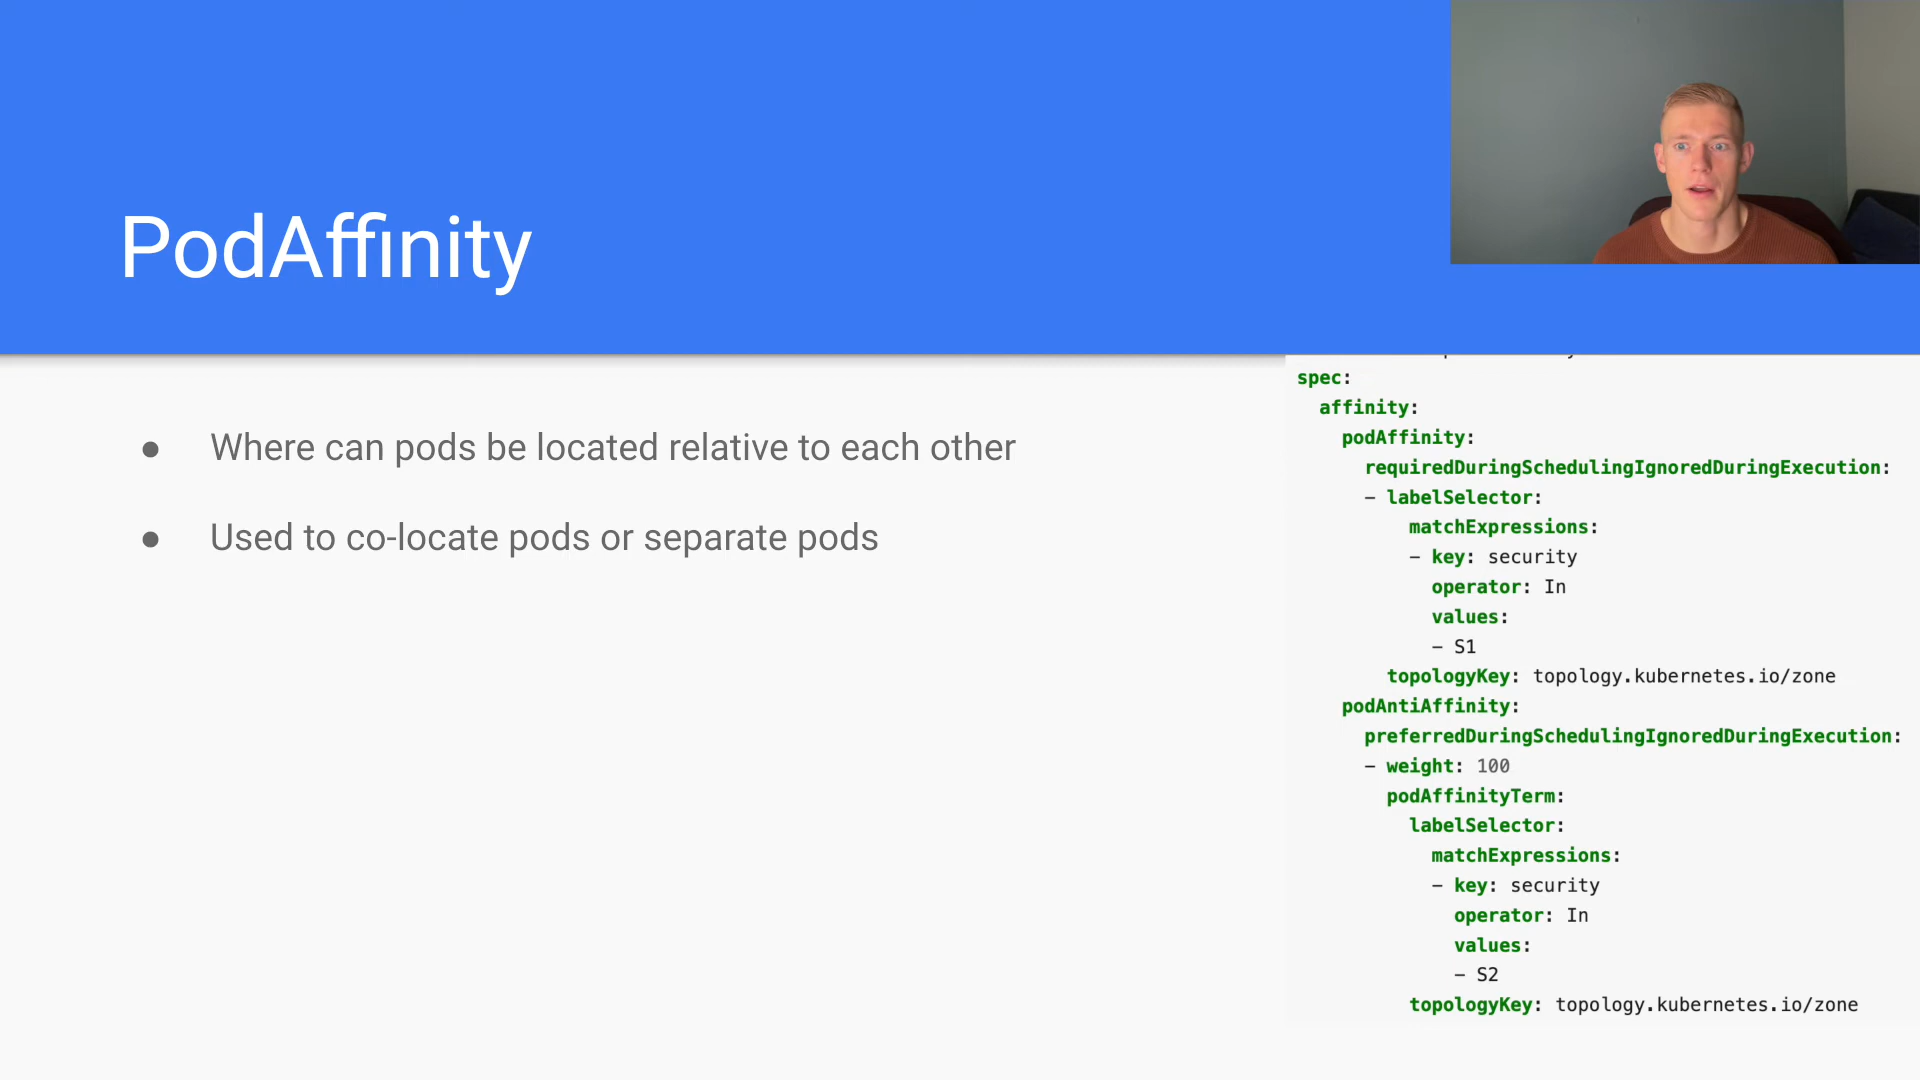 PodAffinity
● Where can pods be located relative to each other
● Used to co-locate pods or separate pods
spec:
  affinity:
    podAffinity:
      requiredDuringSchedulingIgnoredDuringExecution:
      - labelSelector:
          matchExpressions:
          - key: security
            operator: In
            values:
            - S1
        topologyKey: topology.kubernetes.io/zone
    podAntiAffinity:
      preferredDuringSchedulingIgnoredDuringExecution:
      - weight: 100
        podAffinityTerm:
          labelSelector:
            matchExpressions:
            - key: security
              operator: In
              values:
              - S2
          topologyKey: topology.kubernetes.io/zone